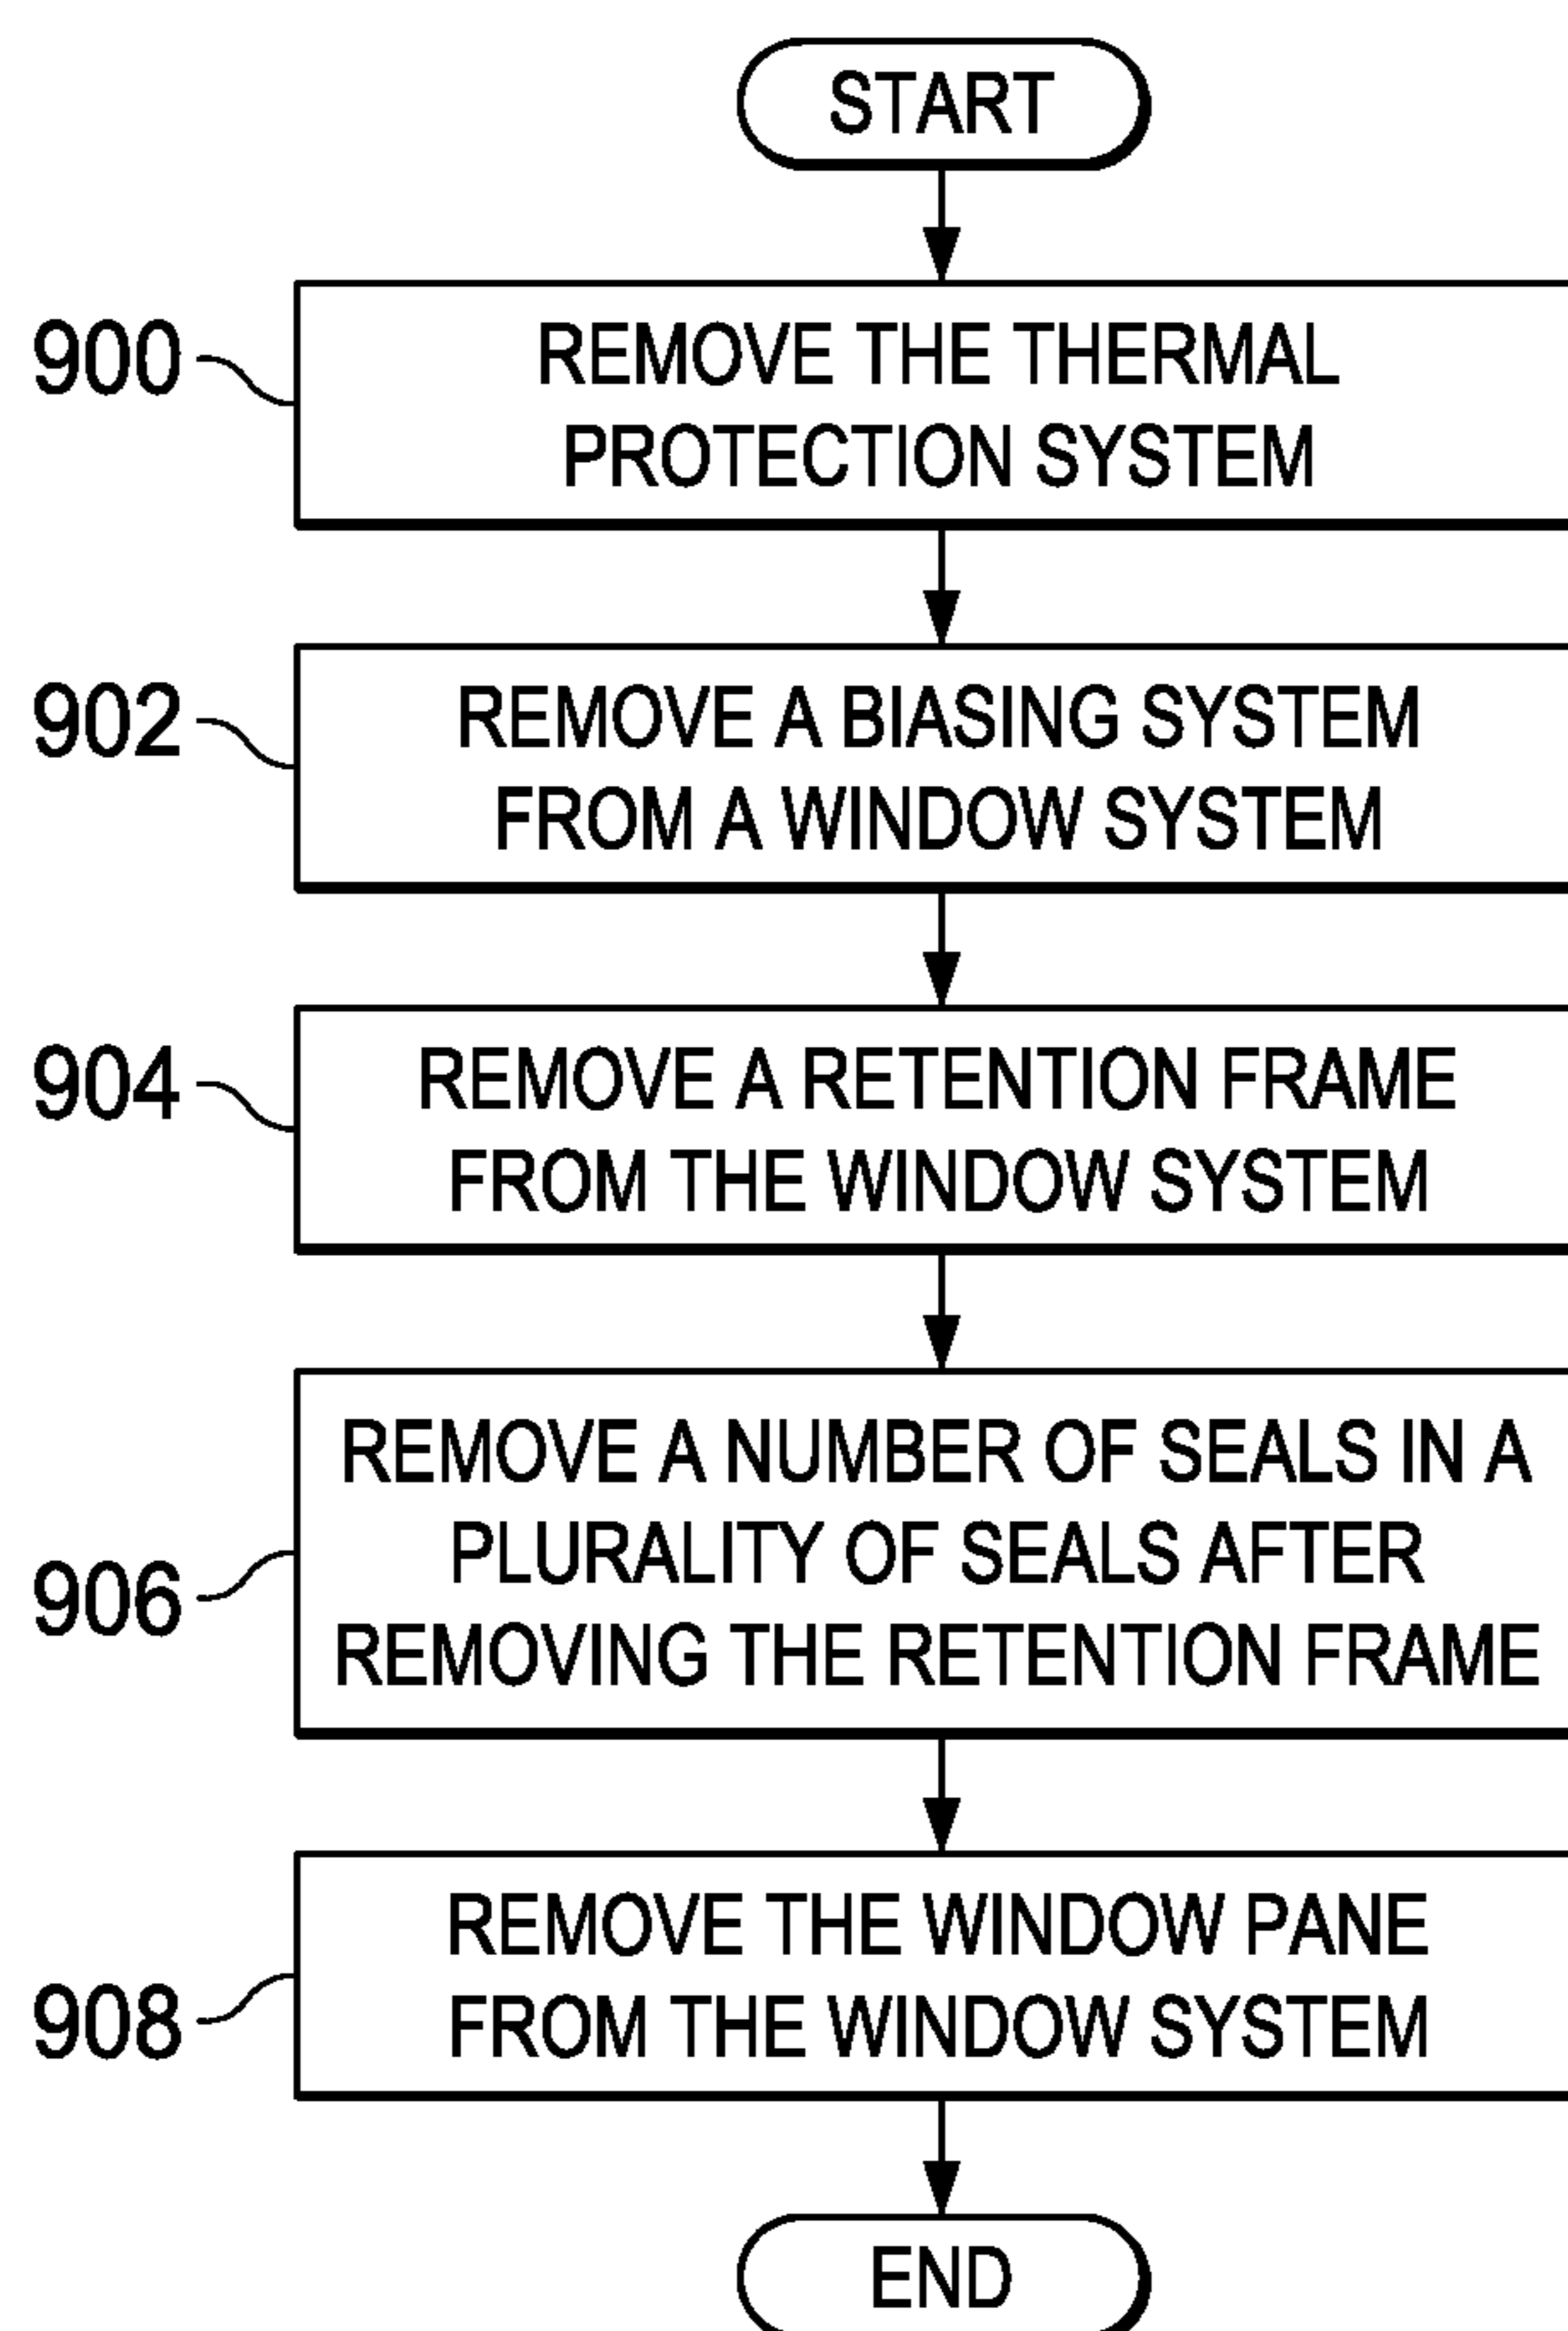 START
900
REMOVE THE THERMAL
PROTECTION SYSTEM
902
REMOVE A BIASING SYSTEM
FROM A WINDOW SYSTEM
904
REMOVE A RETENTION FRAME
FROM THE WINDOW SYSTEM
906
REMOVE A NUMBER OF SEALS IN A
PLURALITY OF SEALS AFTER
REMOVING THE RETENTION FRAME
908
REMOVE THE WINDOW PANE
FROM THE WINDOW SYSTEM
END